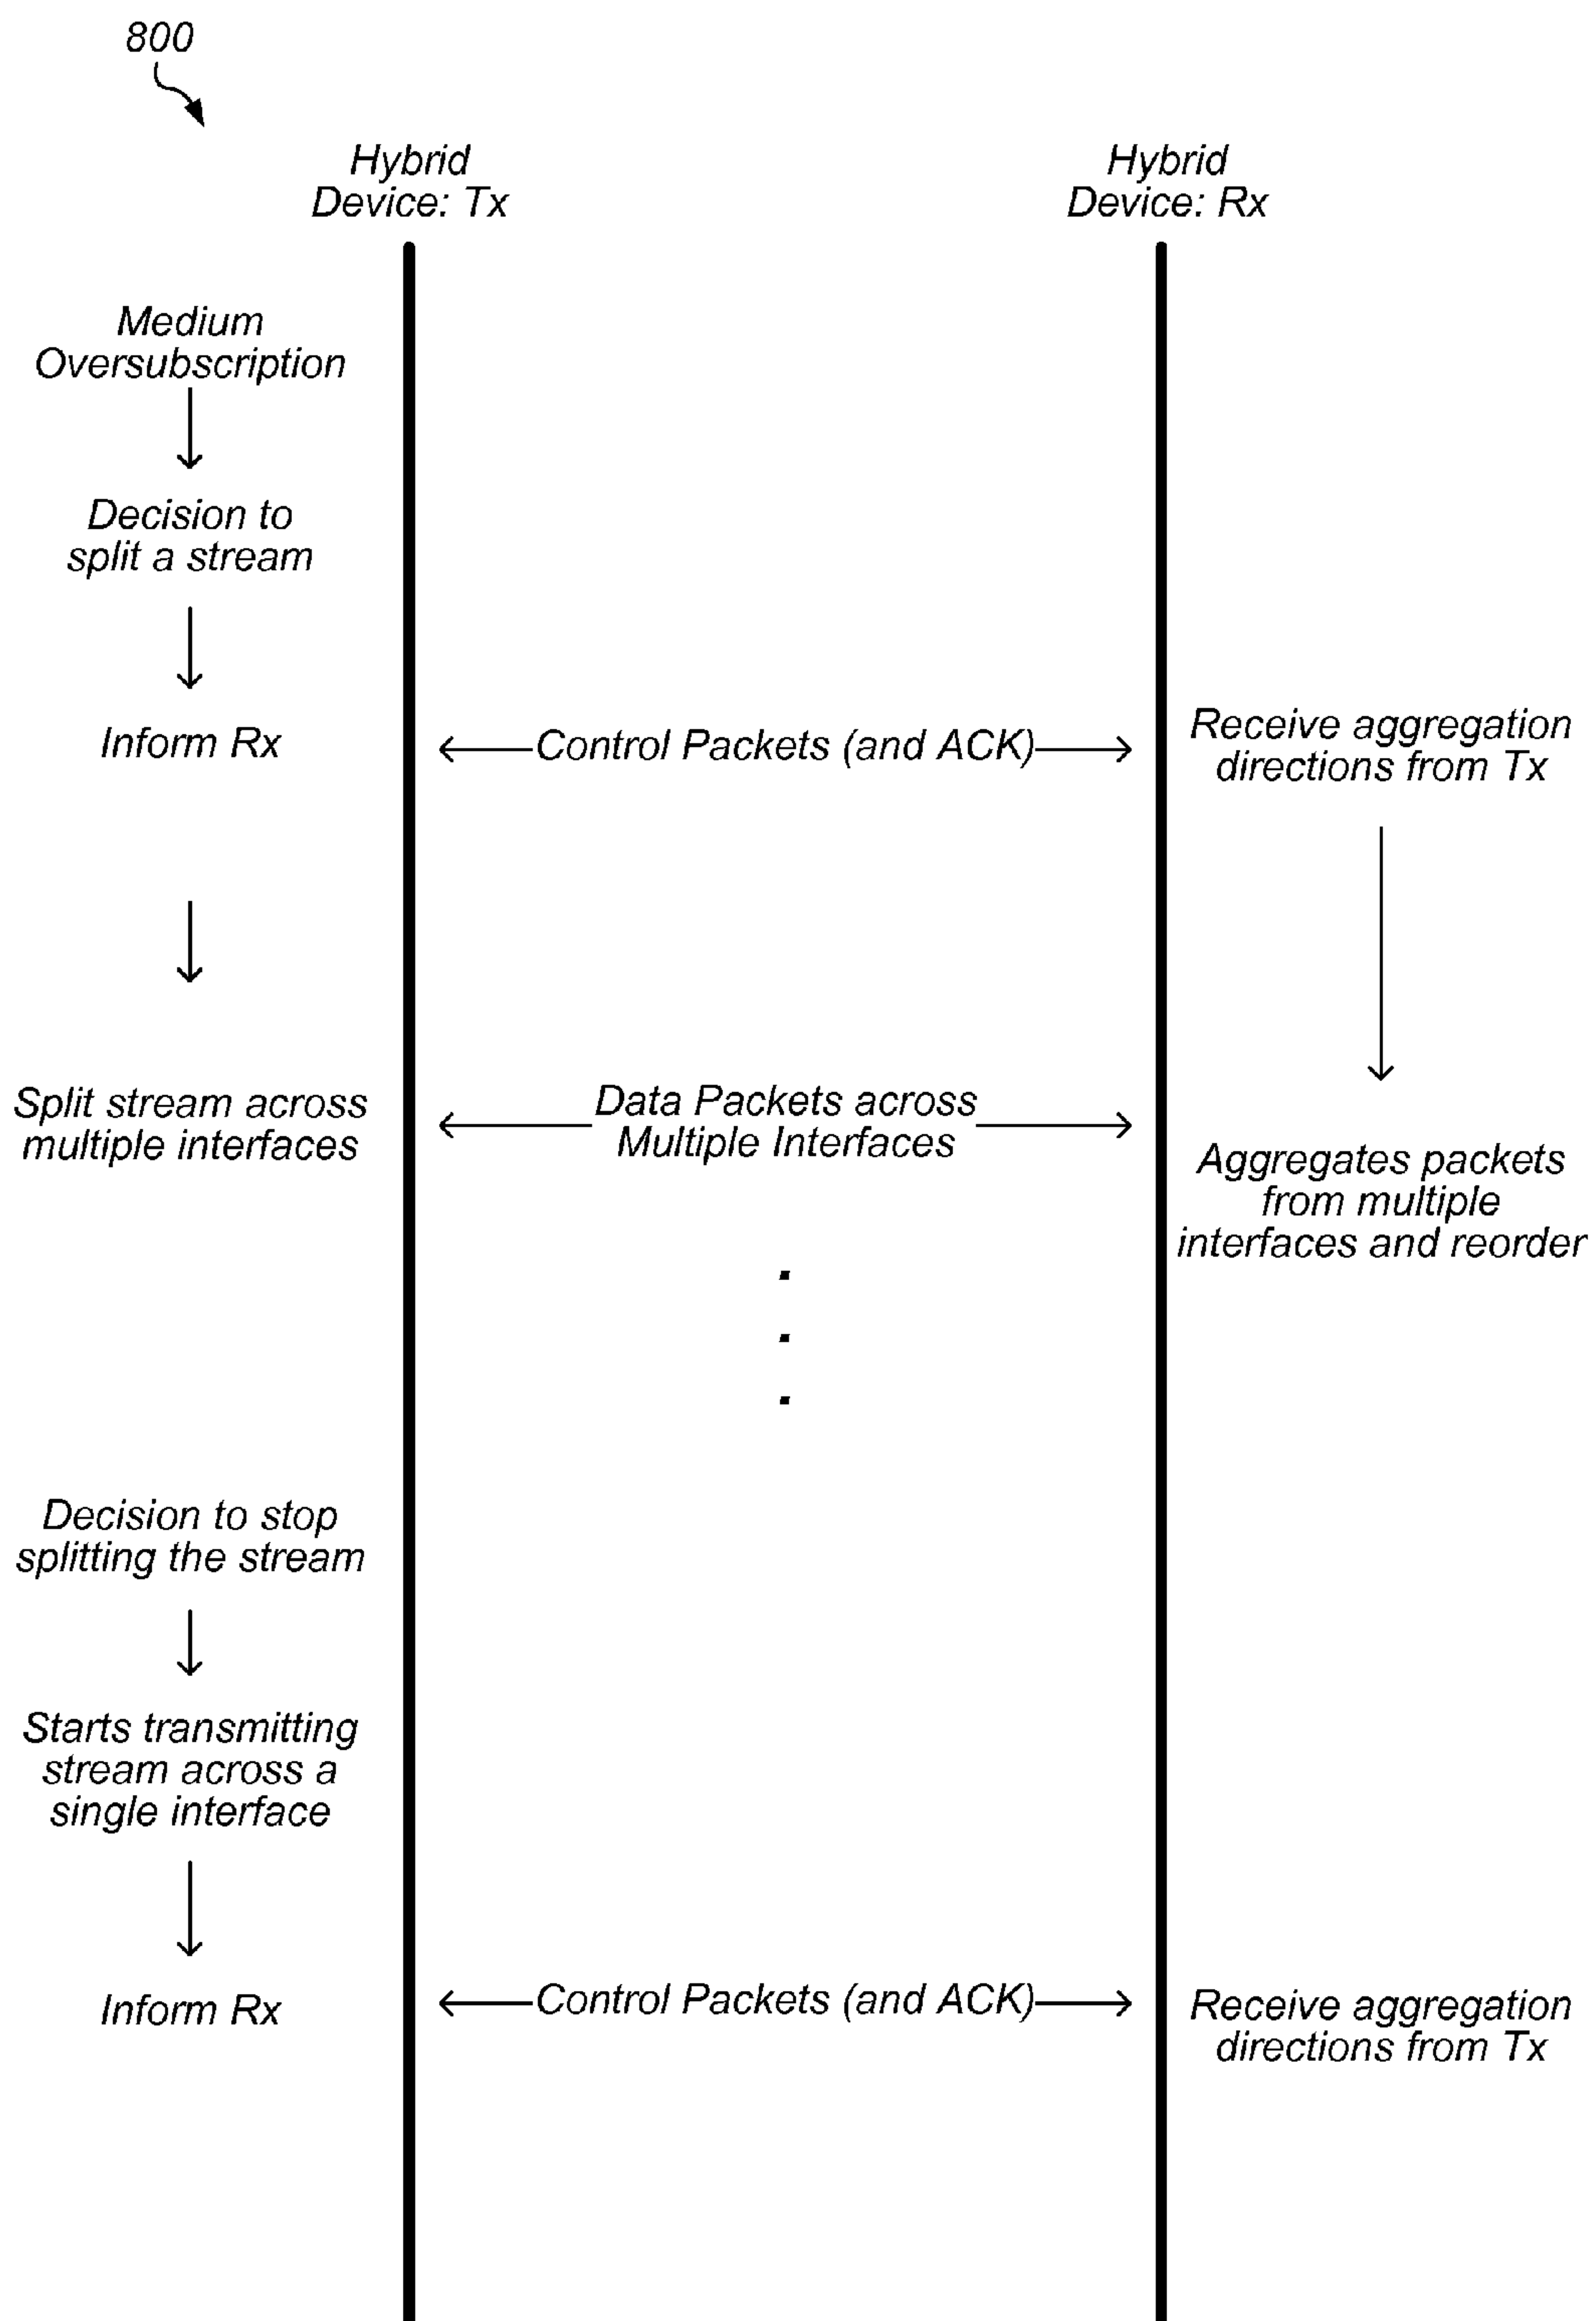 800
Hybrid
Device: Tx
Hybrid
Device: Rx
Medium
Oversubscription
Decision to
split a stream
Inform Rx
Control Packets (and ACK)
Receive aggregation
directions from Tx
Split stream across
multiple interfaces
Data Packets across
Multiple Interfaces
Aggregates packets
from multiple
interfaces and reorder
.
.
.
Decision to stop
splitting the stream
Starts transmitting
stream across a
single interface
Inform Rx
Control Packets (and ACK)
Receive aggregation
directions from Tx